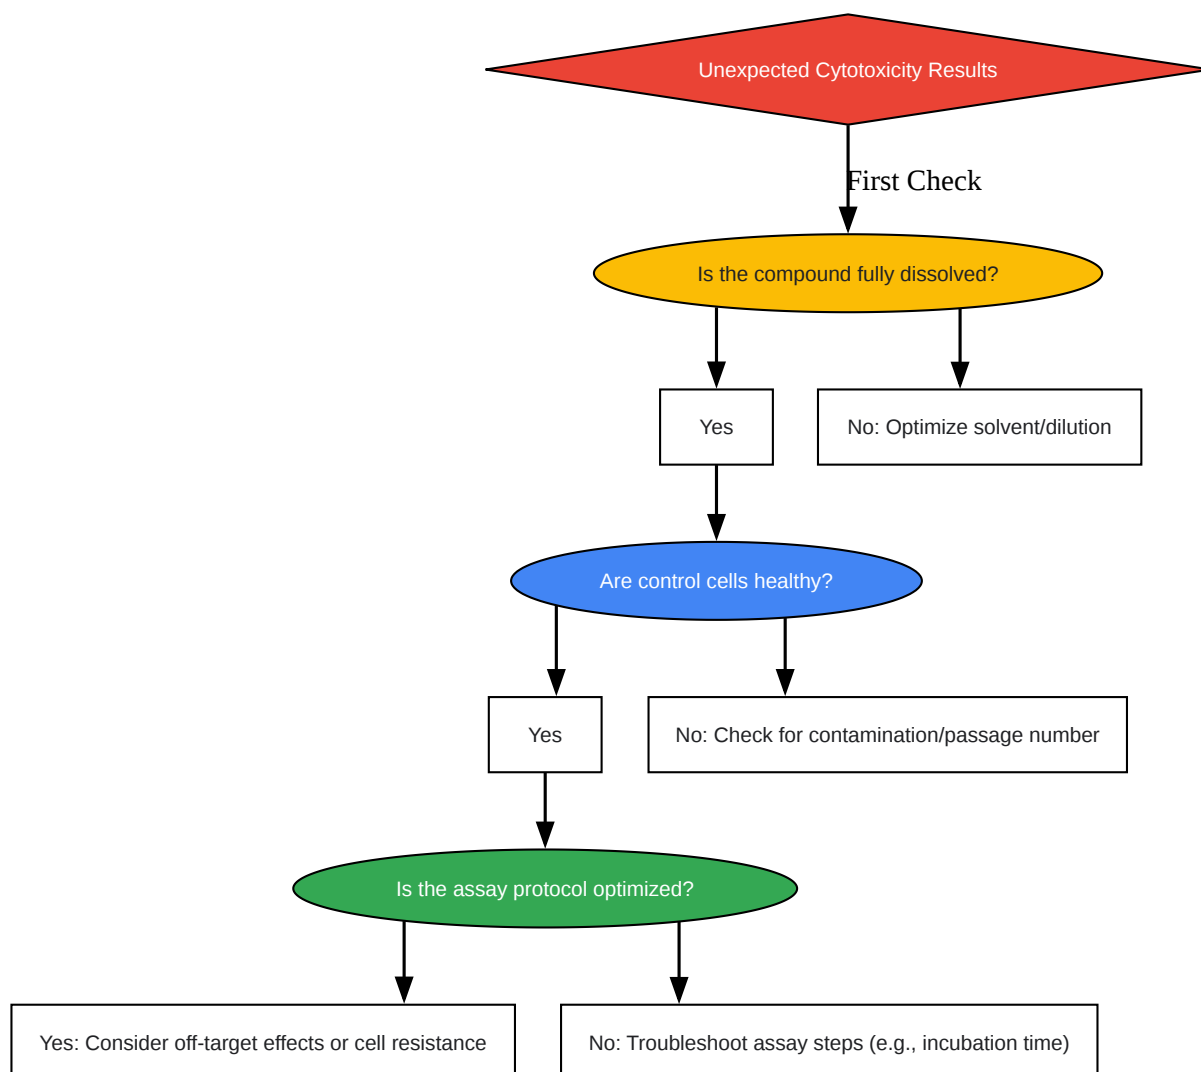 Unexpected Cytotoxicity Results
First Check
Is the compound fully dissolved?
Yes
No: Optimize solvent/dilution
Are control cells healthy?
Yes
No: Check for contamination/passage number
Is the assay protocol optimized?
Yes: Consider off-target effects or cell resistance
No: Troubleshoot assay steps (e.g., incubation time)